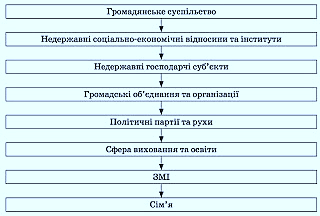 Громадянське суспільство
Недержавні соціально-економічні відносини та інститути
Недержавні господарчі суб'єкти
Громадські об'єднання та організації
Політичні партії та рухи
Сфера виховання та освіти
ЗМІ
Сім'я